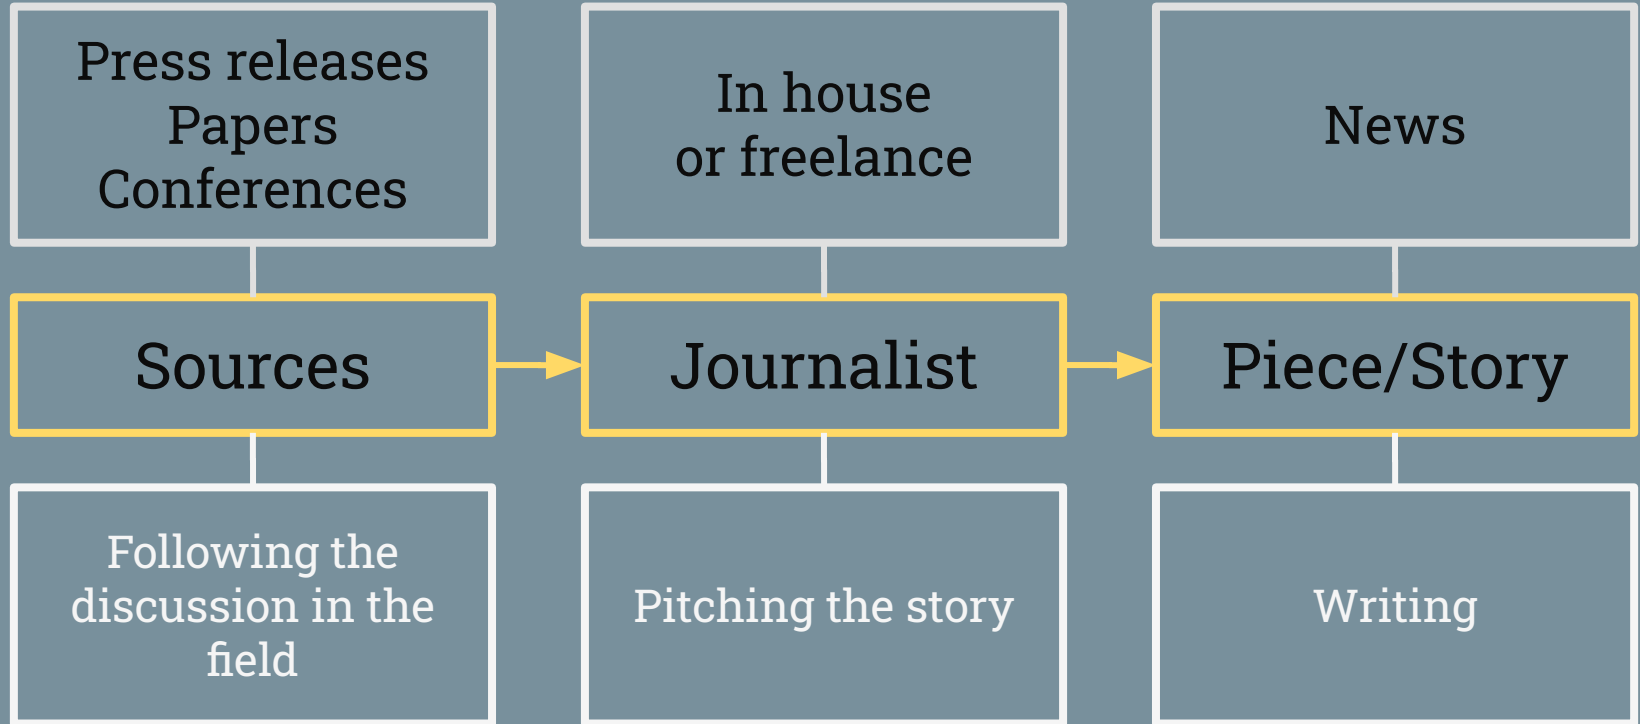 Press releases
Papers
Conferences
In house
or freelance
News
Sources
Journalist
Piece/Story
Following the
discussion in the
field
Pitching the story
Writing